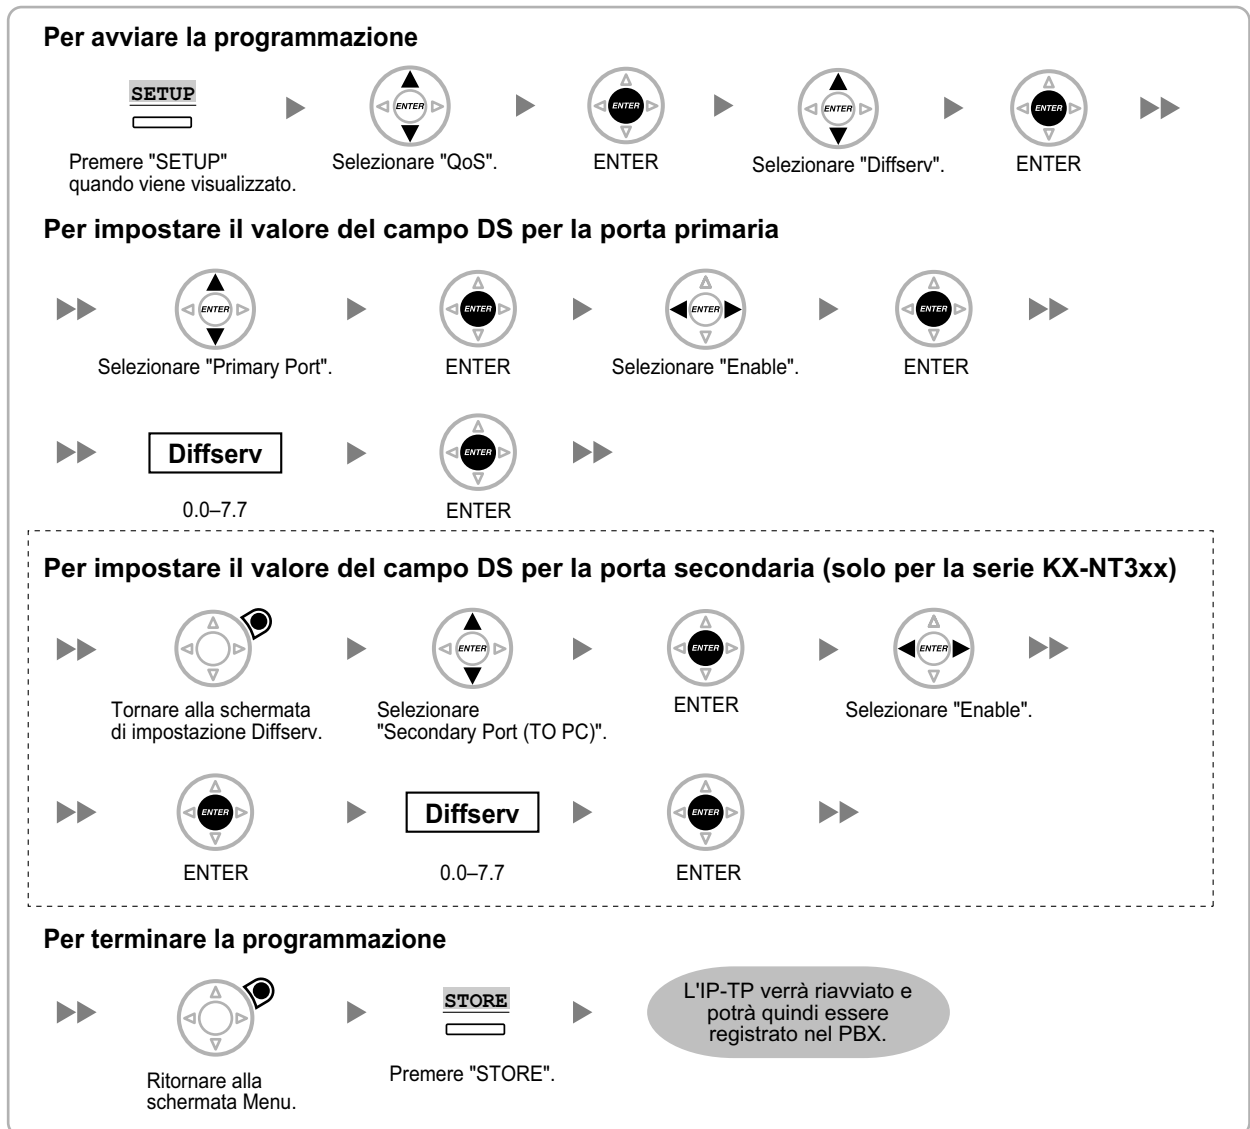 Per avviare la programmazione
SETUP
ENTER
ENTER
ENTER
ENTER
Premere "SETUP"
quando viene visualizzato.
Selezionare "QoS".
ENTER
Selezionare "Diffserv".
ENTER
Per impostare il valore del campo DS per la porta primaria
ENTER
ENTER
ENTER
ENTER
Selezionare "Primary Port".
ENTER
Selezionare "Enable".
ENTER
Diffserv
ENTER
0.0–7.7
ENTER
Per impostare il valore del campo DS per la porta secondaria (solo per la serie KX-NT3xx)
ENTER
ENTER
ENTER
Tornare alla schermata
di impostazione Diffserv.
Selezionare
"Secondary Port (TO PC)".
ENTER
Selezionare "Enable".
ENTER
Diffserv
ENTER
ENTER
0.0–7.7
ENTER
Per terminare la programmazione
STORE
Ritornare alla
schermata Menu.
Premere "STORE".
L'IP-TP verrà riavviato e
potrà quindi essere
registrato nel PBX.